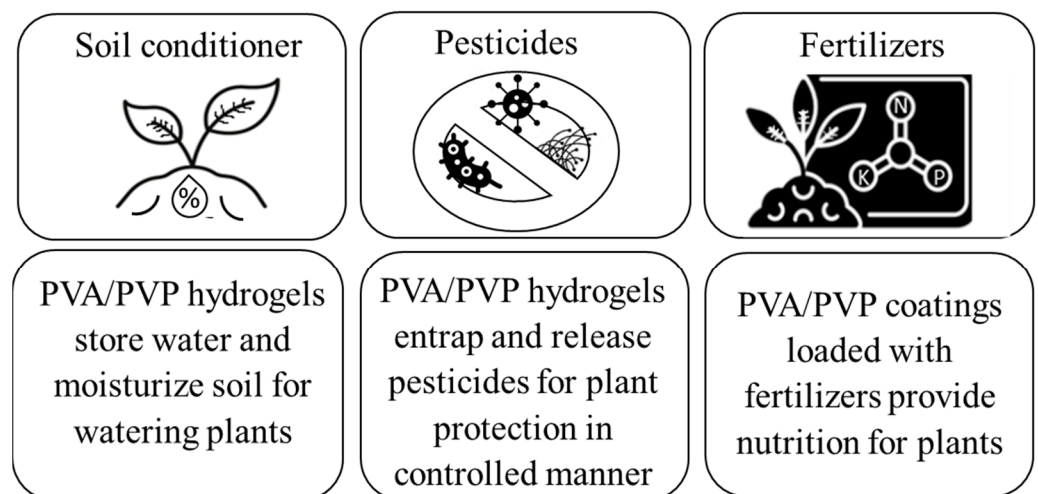 Soil conditioner
%
Pesticides
Fertilizers
N
K
P
PVA/PVP hydrogels
store water and
moisturize soil for
watering plants
PVA/PVP hydrogels
entrap and release
pesticides for plant
protection in
controlled manner
PVA/PVP coatings
loaded with
fertilizers provide
nutrition for plants